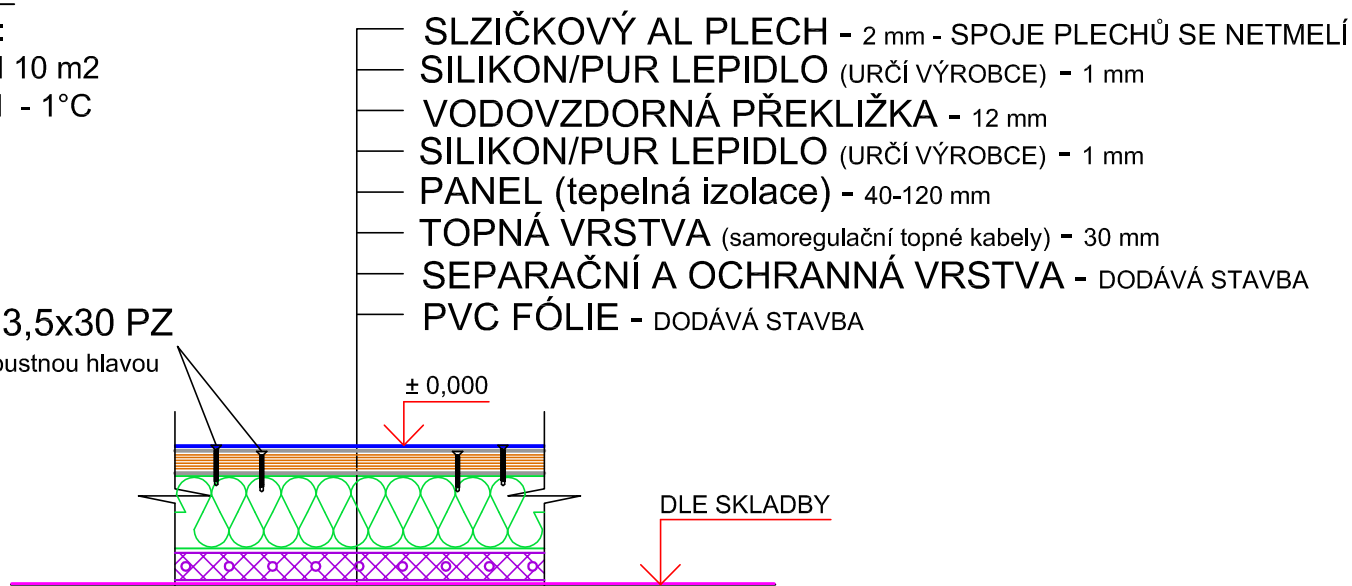 SLZIČKOVÝ AL PLECH - 2 mm - SPOJE PLECHŮ SE NETMELÍ
SILIKON/PUR LEPIDLO (URČÍ VÝROBCE) - 1 mm
VODOVZDORNÁ PŘEKLIŽKA - 12 mm
SILIKON/PUR LEPIDLO (URČÍ VÝROBCE) - 1 mm
PANEL (tepelná izolace) - 40-120 mm
TOPNÁ VRSTVA (samoregulační topné kabely) - 30 mm
SEPARAČNÍ A OCHRANNÁ VRSTVA - DODÁVÁ STAVBA
PVC FÓLIE - DODÁVÁ STAVBA
10 m2
- 1°C
3,5x30 PZ
hlavou
± 0,000
DLE SKLADBY